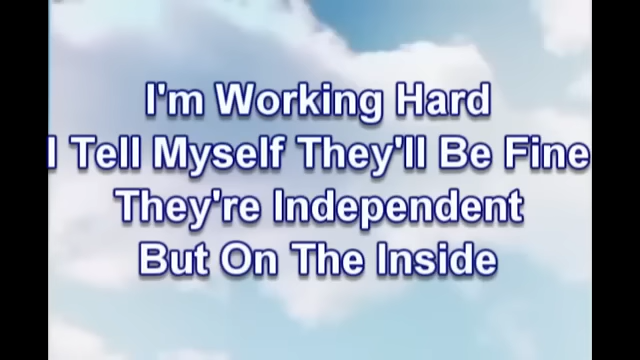 I'm Working Hard
I Tell Myself They'll Be Fine
They're Independent
But On The Inside